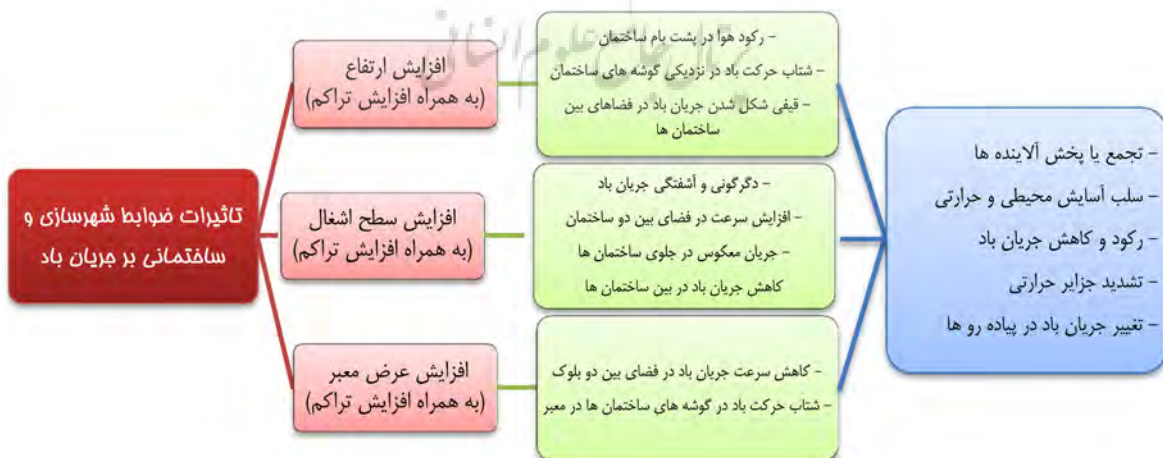 تاثیرات ضوابط شهرسازی و
ساختمانی بر جریان باد
افزایش ارتفاع
(به همراه افزایش تراکم)
افزایش سطح اشغال
(به همراه افزایش تراکم)
افزایش عرض معبر
(به همراه افزایش تراکم)
- رکود هوا در پشت بام ساختمان
- شتاب حرکت باد در نزدیکی گوشه های ساختمان
- قیفی شکل شدن جریان باد در فضاهای بین
ساختمان ها
- دگرگونی و آشفتگی جریان باد
- افزایش سرعت در فضای بین دو ساختمان
- جریان معکوس در جلوی ساختمان ها
کاهش جریان باد در بین ساختمان ها
- کاهش سرعت جریان باد در فضای بین دو بلوک
- شتاب حرکت باد در گوشه های ساختمان ها در معبر
- تجمع یا پخش آلاینده ها
- سلب آسایش محیطی و حرارتی
- رکود و کاهش جریان باد
- تشدید جزایر حرارتی
- تغییر جریان باد در پیاده رو ها
پرتال جامع علوم انسانی